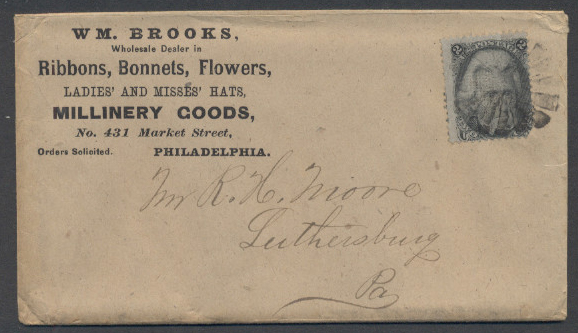 WM. BROOKS,
Wholesale Dealer in
Ribbons, Bonnets, Flowers,
LADIES' AND MISSES' HATS,
MILLINERY GOODS,
No. 431 Market Street,
Orders Solicited. PHILADELPHIA.
Mr R. H. Moore
Luthersburg
Pa